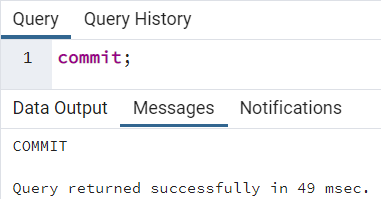 Query Query History
1 commit;
Data Output Messages Notifications
COMMIT
Query returned successfully in 49 msec.